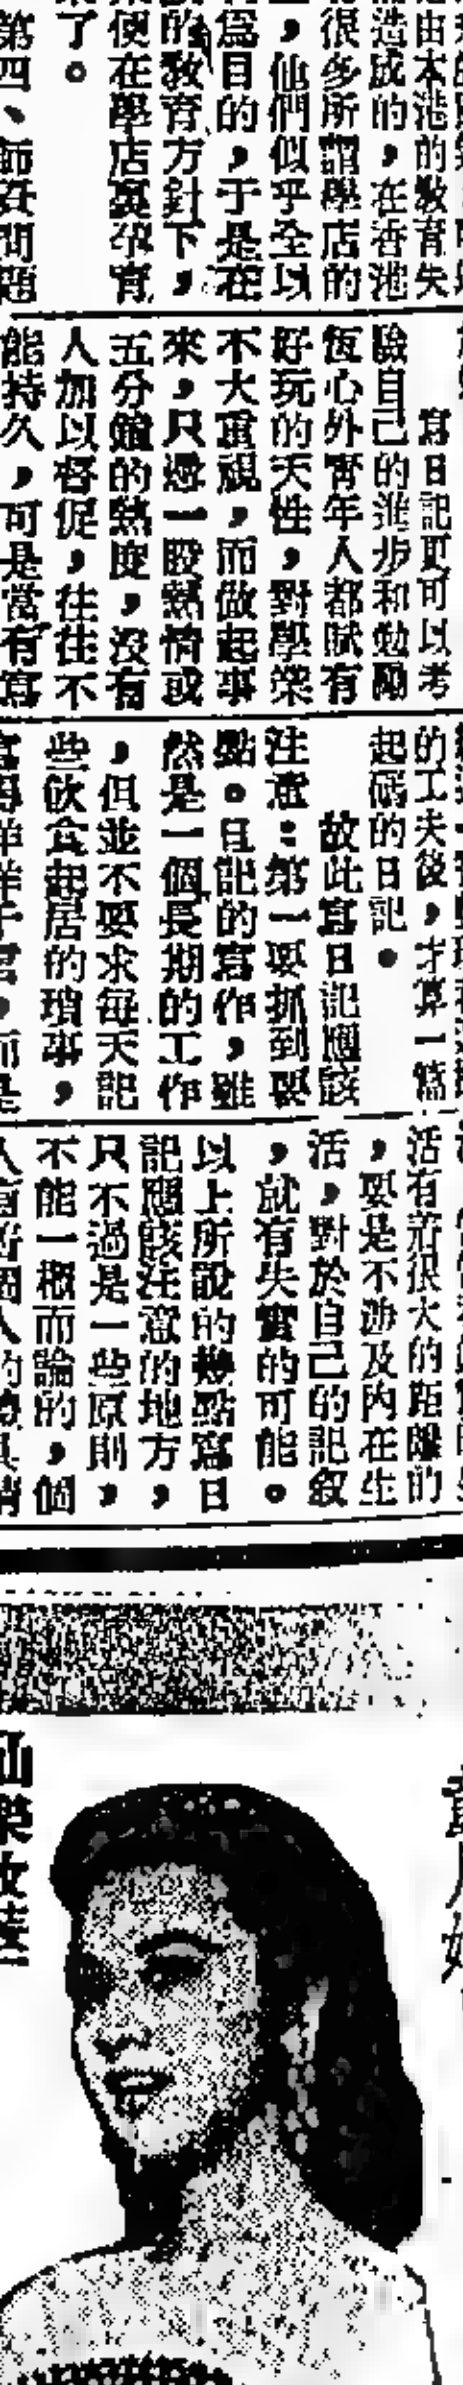 由本港的教育失
造成的，在香港
很多所謂學店的
，他們似乎全以
爲目的，于是在
的教育方針下，
便在學店裏孕育
了。
第四、師資問題
寫日記更可以考
驗自己的進步和勉勵
恆心外靑年人都賦有
好玩的天性，對學業
不大重視，而做起事
來，只憑一股熱情或
五分鐘的熱度，沒有
人加以督促，往往不
能持久，可是當有寫
的工夫後，才算一篇
起碼的日記。
故此寫日記應該
注意：第一要抓到要
點。日記的寫作，雖
然是一個長期的工作
，但並不要求每天記
些飲食起居的瑣事，
活有着很大的距離的
，要是不涉及內在生
活，對於自己的記叙
，就有失實的可能。
以上所說的幾點寫日
記應該注意的地方，
只不過是一些原則，
不能一概而論的，個